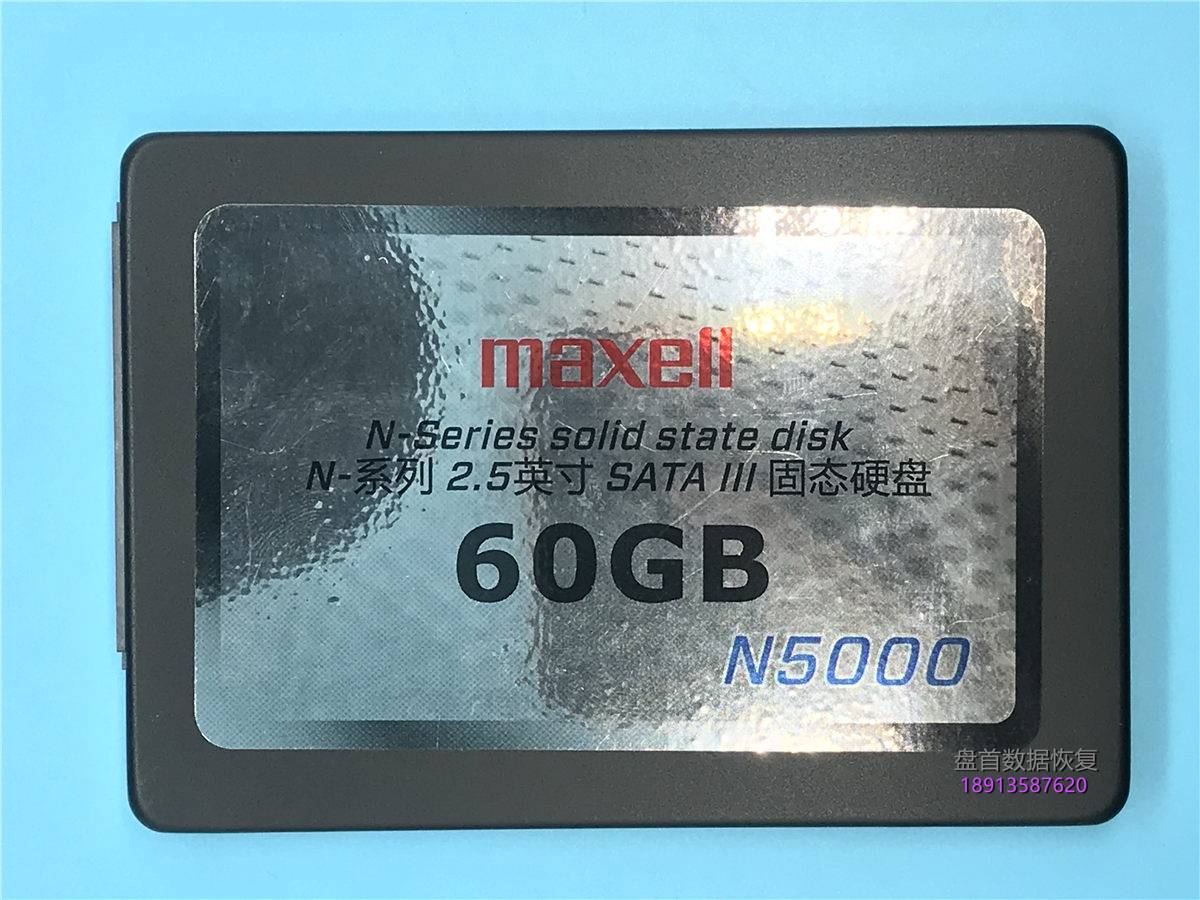 maxell
N-Series solid state disk
N-系列 2.5英寸 SATA III 固态硬盘
60GB
N5000
盘首数据恢复
18913587620